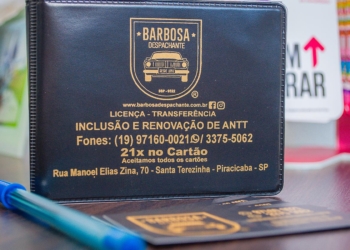 BARBOSA
DESPACHANTE
www.barbosadespachante.com.br
LICENÇA - TRANSFERÊNCIA
INCLUSÃO E RENOVAÇÃO DE ANTT
Fones: (19) 97160-0021 / 3375-5062
21x no Cartão
Aceitamos todos os cartões
Rua Manoel Elias Zina, 70 - Santa Terezinha - Piracicaba - SP